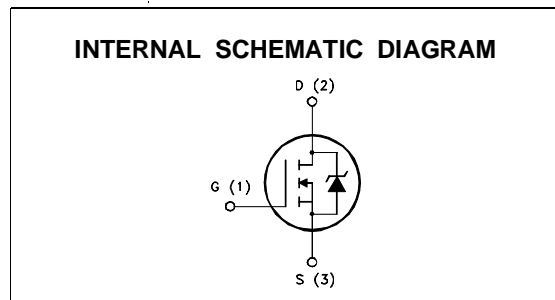 INTERNAL SCHEMATIC DIAGRAM
D (2)
G (1)
S (3)